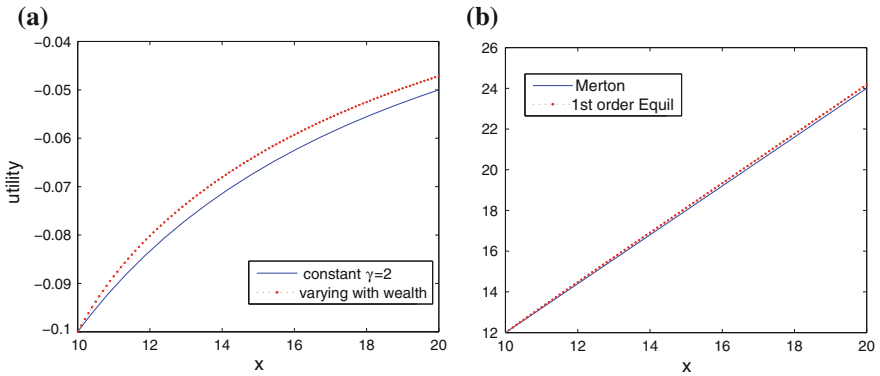 (a)
-0.04
-0.05
-0.06
-0.07
-0.08
-0.09
-0.1
utility
10 12 14 16 18 20
x
constant γ=2
varying with wealth
(b)
26
24
22
20
18
16
14
12
10 12 14 16 18 20
x
Merton
1st order Equil